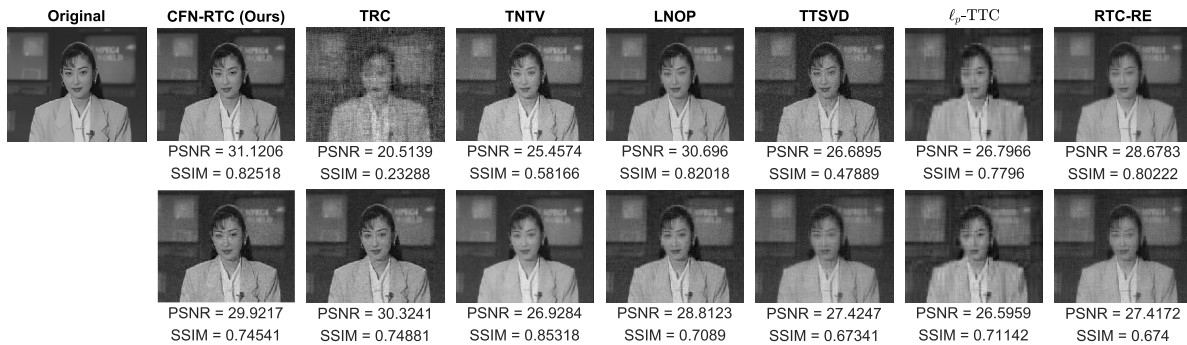 Original CFN-RTC (Ours) TRC TNTV LNOP TTSVD ℓp-TTC RTC-RE
PSNR = 31.1206 PSNR = 20.5139 PSNR = 25.4574 PSNR = 30.696 PSNR = 26.6895 PSNR = 26.7966 PSNR = 28.6783
SSIM = 0.82518 SSIM = 0.23288 SSIM = 0.58166 SSIM = 0.82018 SSIM = 0.47889 SSIM = 0.7796 SSIM = 0.80222
PSNR = 29.9217 PSNR = 30.3241 PSNR = 26.9284 PSNR = 28.8123 PSNR = 27.4247 PSNR = 26.5959 PSNR = 27.4172
SSIM = 0.74541 SSIM = 0.74881 SSIM = 0.85318 SSIM = 0.7089 SSIM = 0.67341 SSIM = 0.71142 SSIM = 0.674